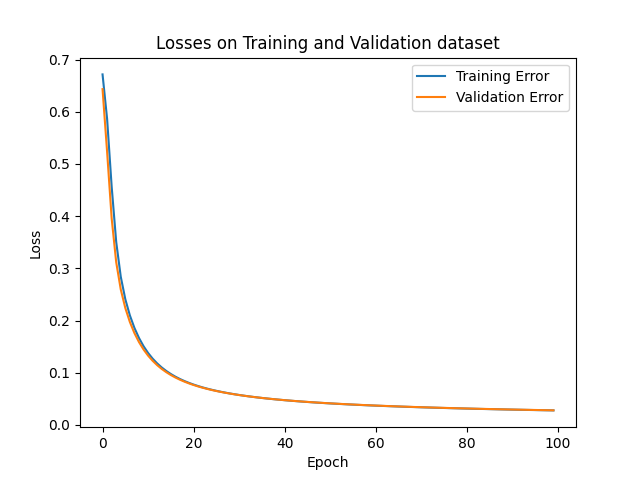 Losses on Training and Validation dataset
0.7
0.6
0.5
0.4
0.3
0.2
0.1
0.0
Loss
Training Error
Validation Error
0 20 40 60 80 100
Epoch